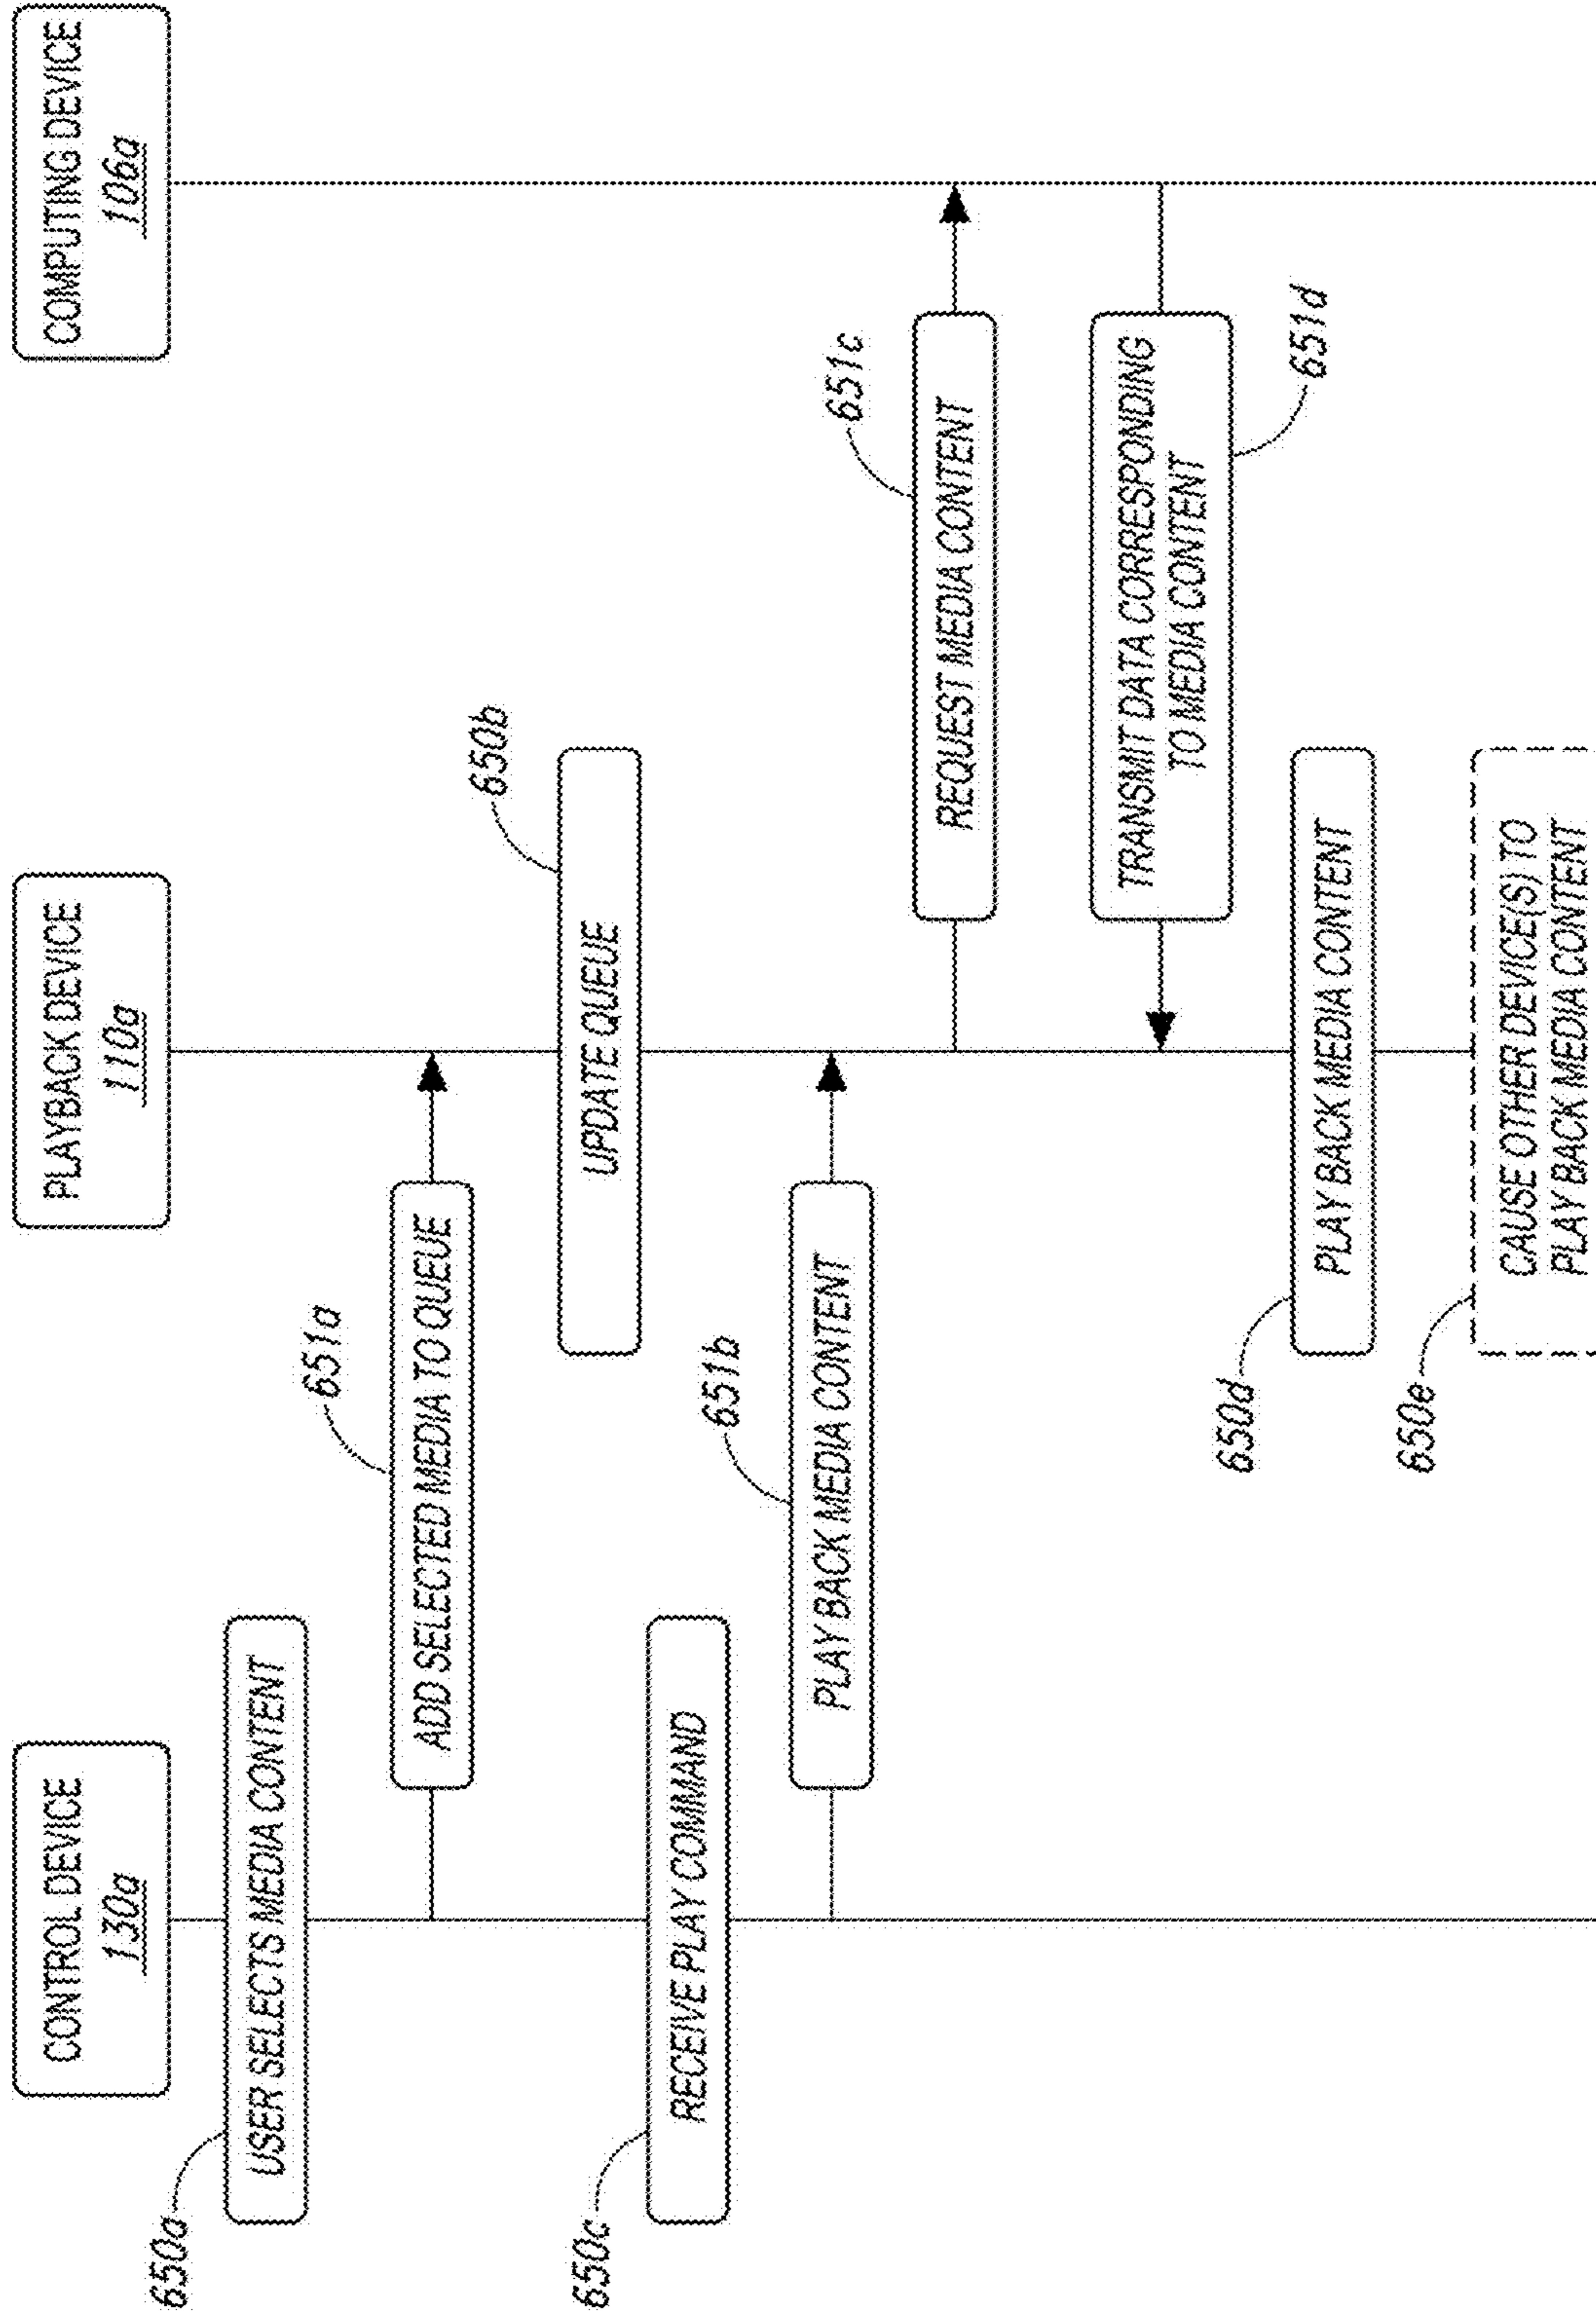 CONTROL DEVICE
130a
PLAYBACK DEVICE
110a
COMPUTING DEVICE
106a
650a
USER SELECTS MEDIA CONTENT
651a
ADD SELECTED MEDIA TO QUEUE
650b
UPDATE QUEUE
650c
RECEIVE PLAY COMMAND
651b
PLAY BACK MEDIA CONTENT
651c
REQUEST MEDIA CONTENT
TRANSMIT DATA CORRESPONDING
TO MEDIA CONTENT
651d
650d
PLAY BACK MEDIA CONTENT
650e
CAUSE OTHER DEVICE(S) TO
PLAY BACK MEDIA CONTENT